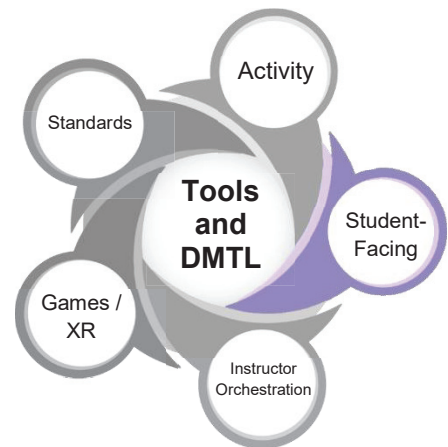 Activity
Standards
Tools
and
DMTL
Student-
Facing
Games /
XR
Instructor
Orchestration